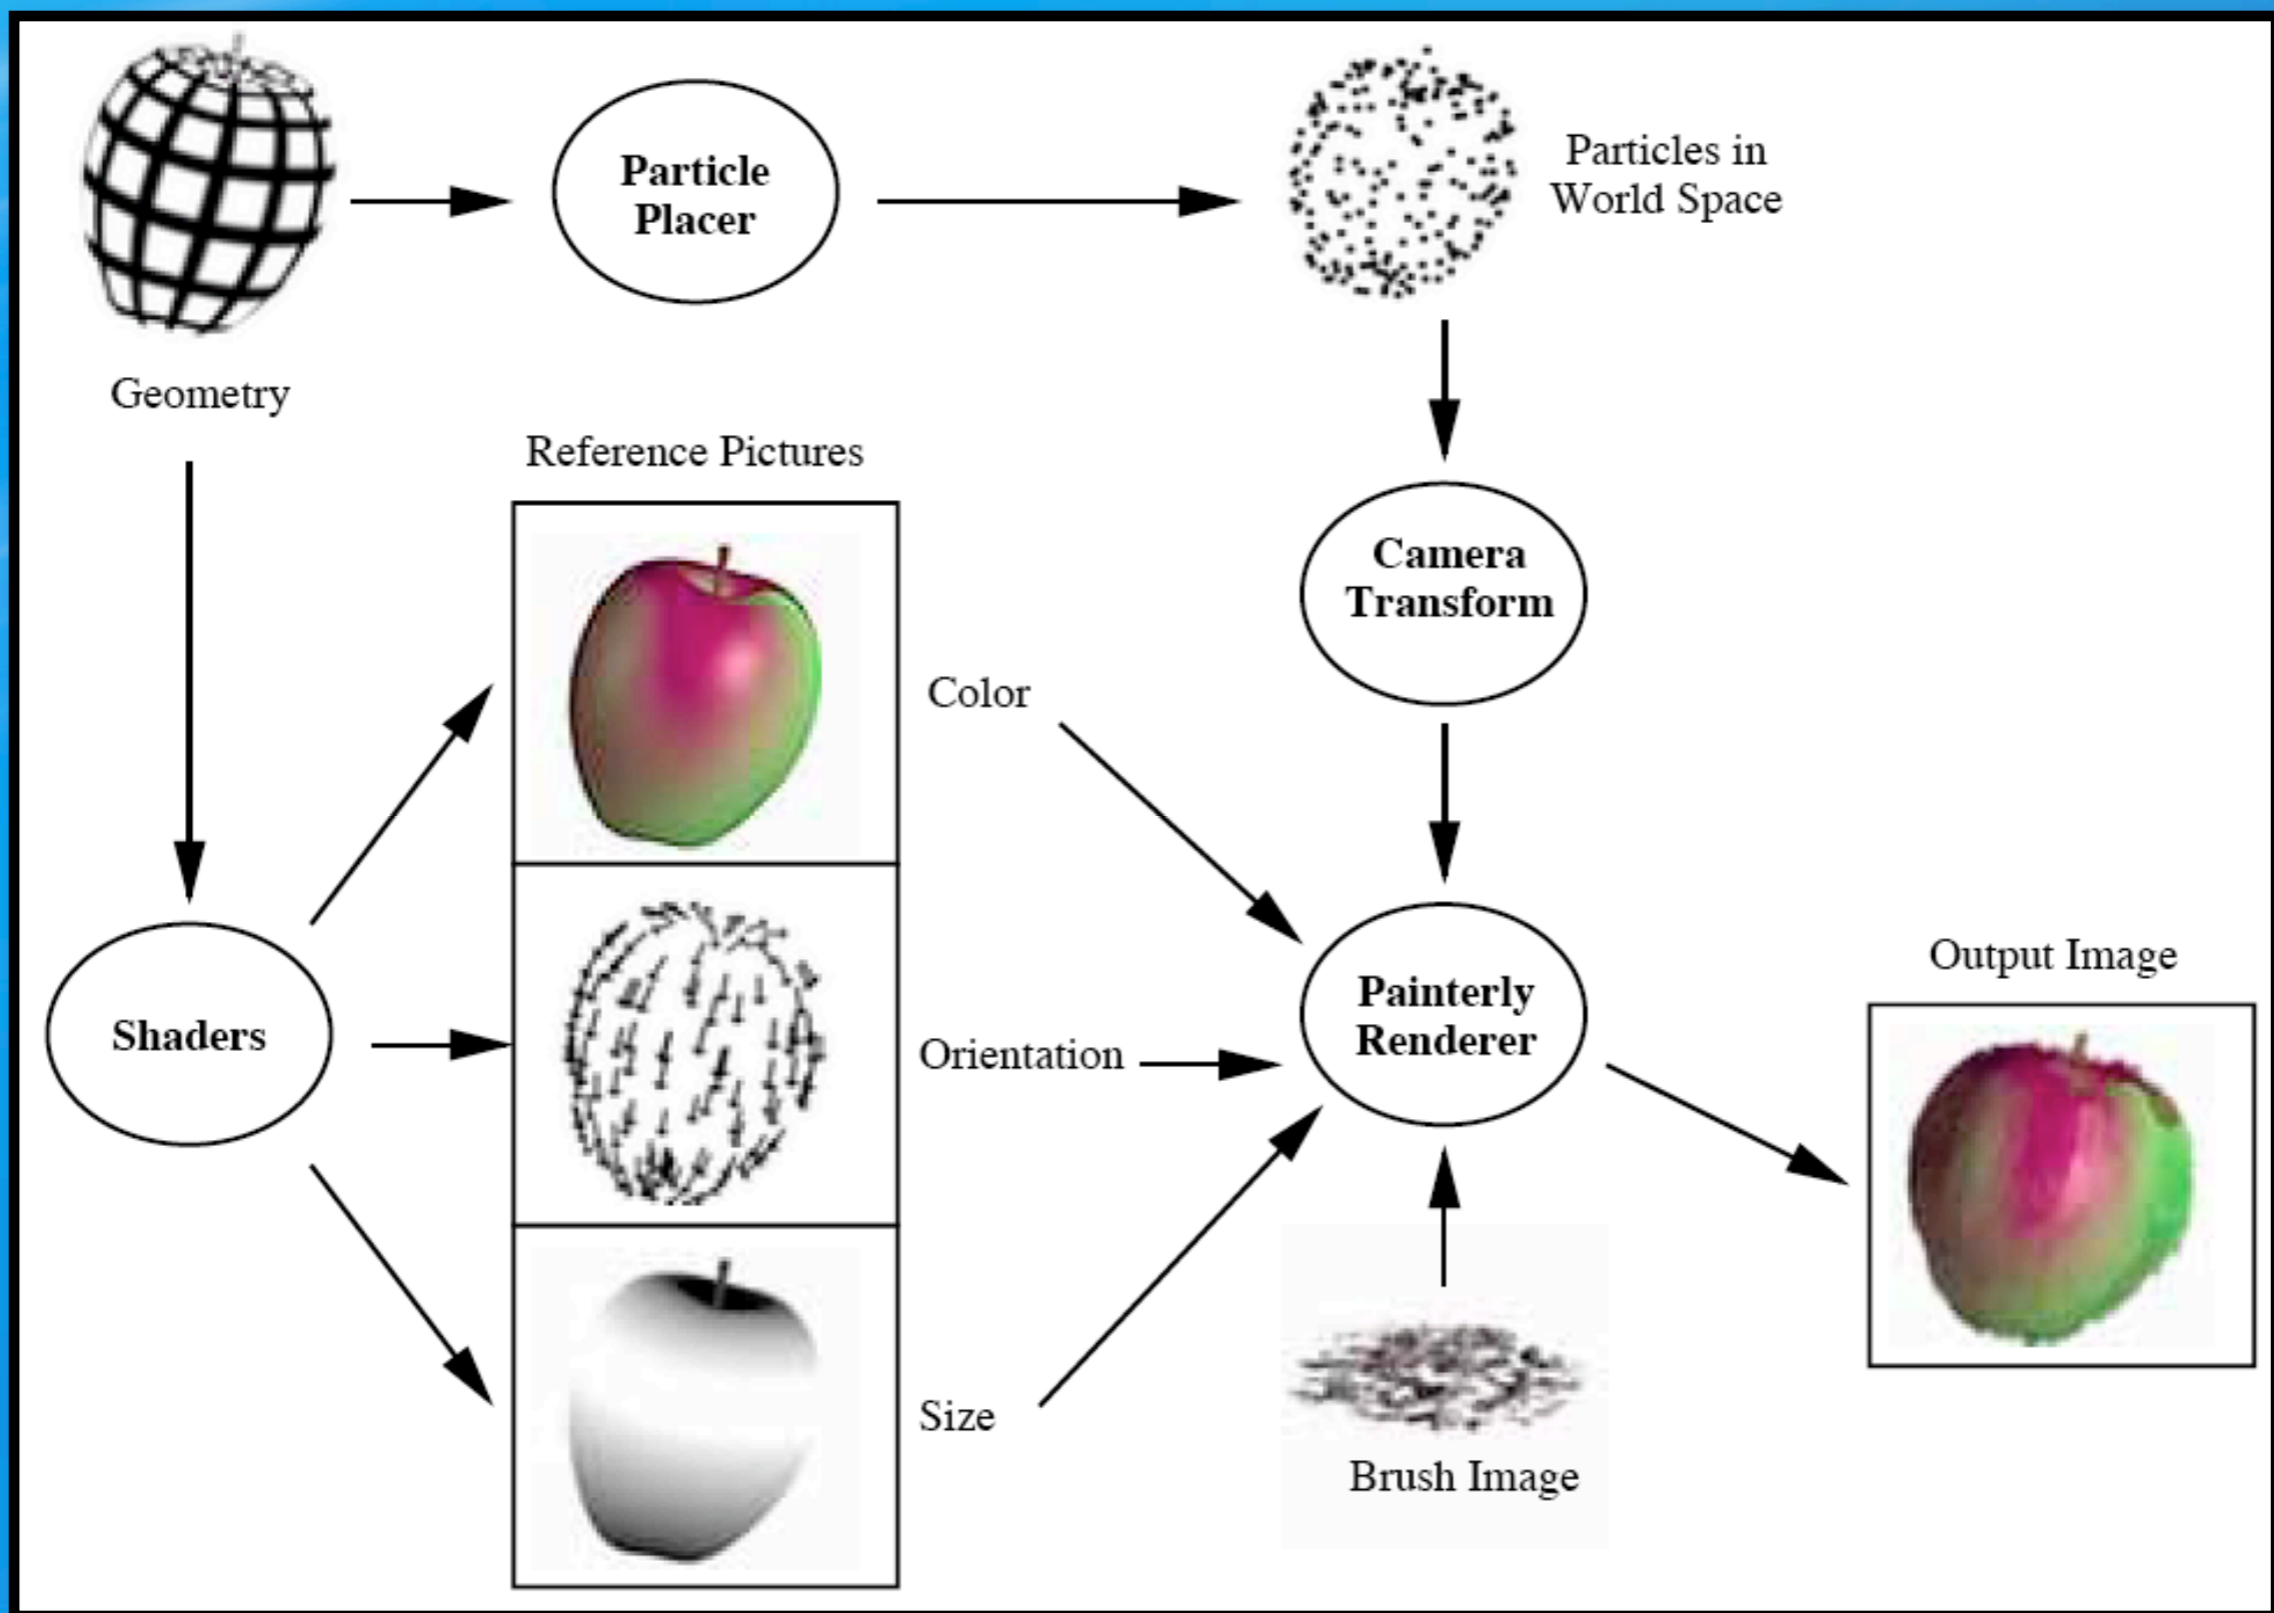 Particle
Placer
Particles in
World Space
Geometry
Reference Pictures
Camera
Transform
Color
Shaders
Orientation
Painterly
Renderer
Output Image
Size
Brush Image